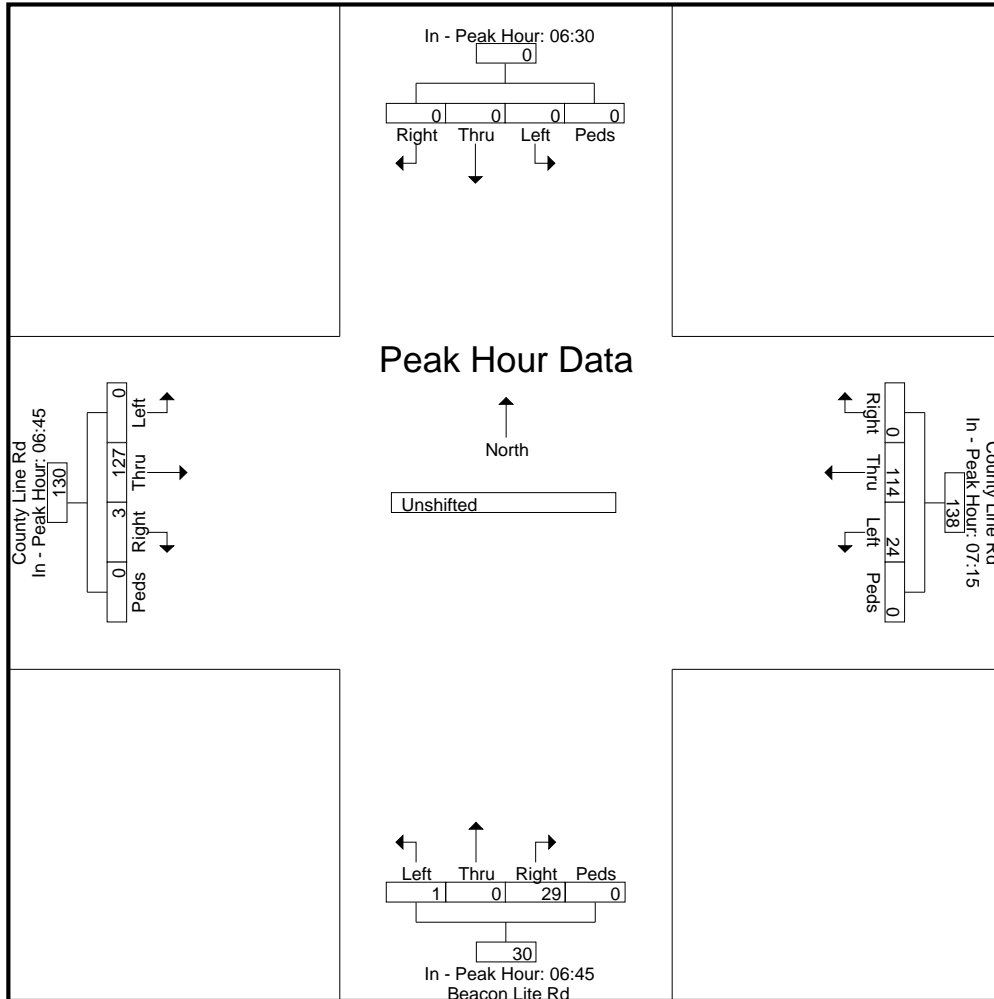 In - Peak Hour: 06:30
0
0 0 0 0
Right Thru Left Peds
Peak Hour Data
North
Unshifted
County Line Rd
In - Peak Hour: 06:45
130
0 127 3 0
Left Thru Right Peds
County Line Rd
In - Peak Hour: 07:15
138
0 114 24 0
Right Thru Left Peds
Left Thru Right Peds
1 0 29 0
30
In - Peak Hour: 06:45
Beacon Lite Rd